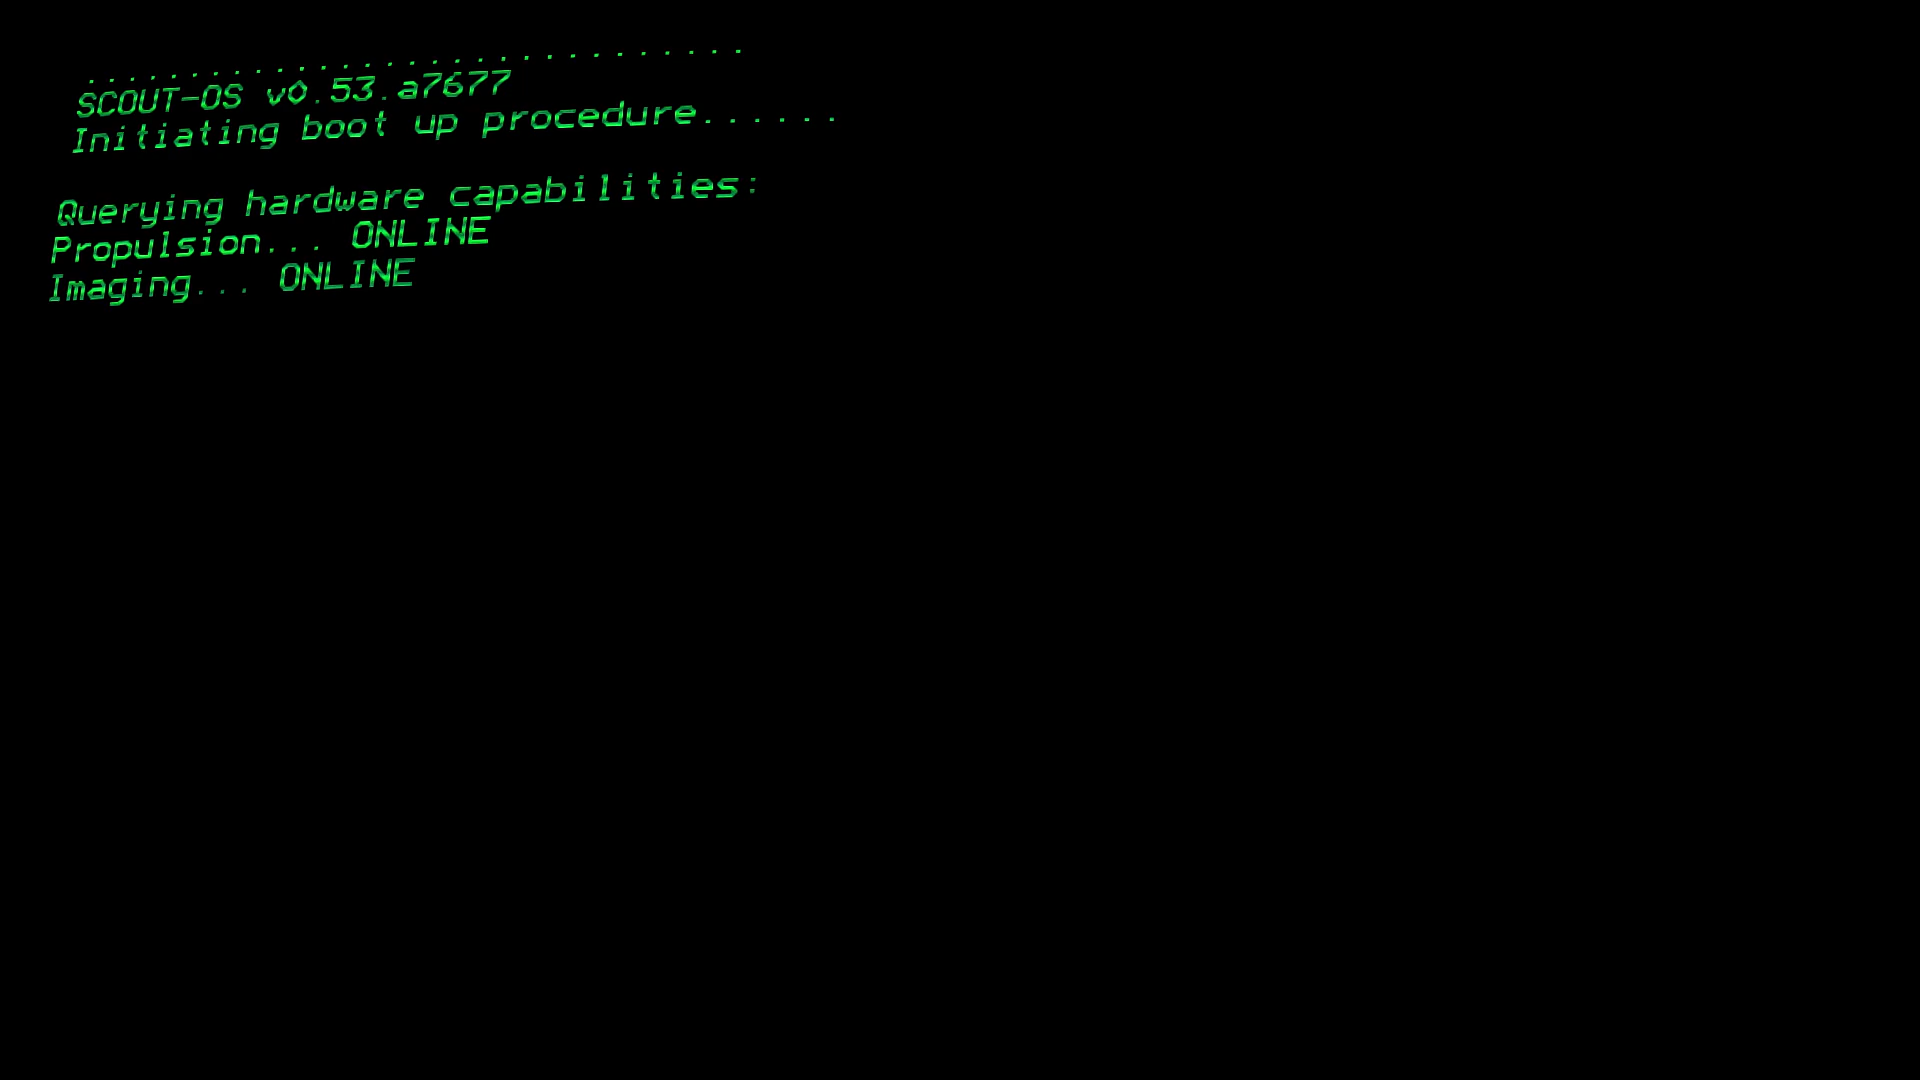 ..............................
SCOUT-OS v0.53.a7677
Initiating boot up procedure......
Querying hardware capabilities:
Propulsion... ONLINE
Imaging... ONLINE